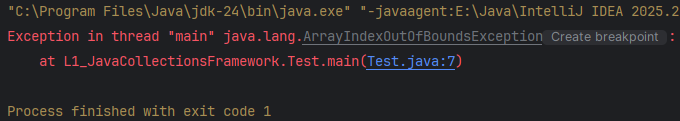 "C:\Program Files\Java\jdk-24\bin\java.exe" "-javaagent:E:\Java\IntelliJ IDEA 2025.2
Exception in thread "main" java.lang.ArrayIndexOutOfBoundsException Create breakpoint :
at L1_JavaCollectionsFramework.Test.main(Test.java:7)
Process finished with exit code 1